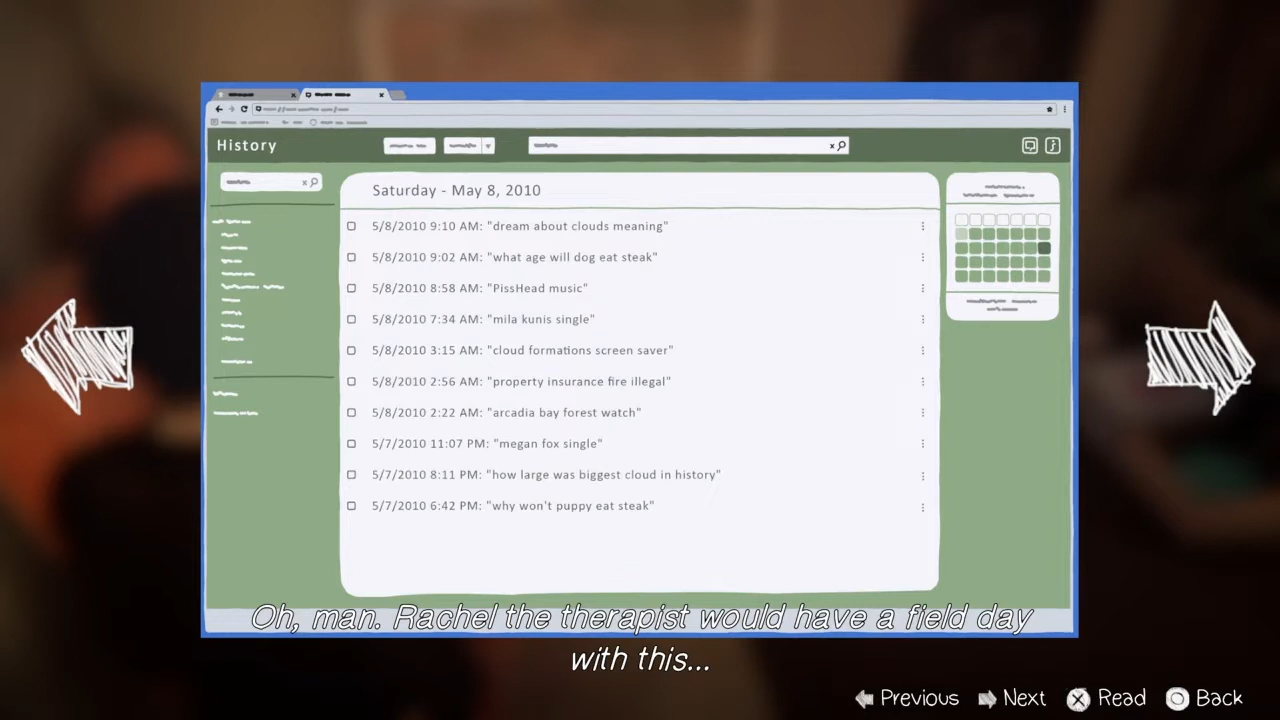 History
Saturday - May 8, 2010
5/8/2010 9:10 AM: "dream about clouds meaning"
5/8/2010 9:02 AM: "what age will dog eat steak"
5/8/2010 8:58 AM: "PissHead music"
5/8/2010 7:34 AM: "mila kunis single"
5/8/2010 3:15 AM: "cloud formations screen saver"
5/8/2010 2:56 AM: "property insurance fire illegal"
5/8/2010 2:22 AM: "arcadia bay forest watch"
5/7/2010 11:07 PM: "megan fox single"
5/7/2010 8:11 PM: "how large was biggest cloud in history"
5/7/2010 6:42 PM: "why won't puppy eat steak"
Oh, man. Rachel the therapist would have a field day
with this...
Previous Next Read Back